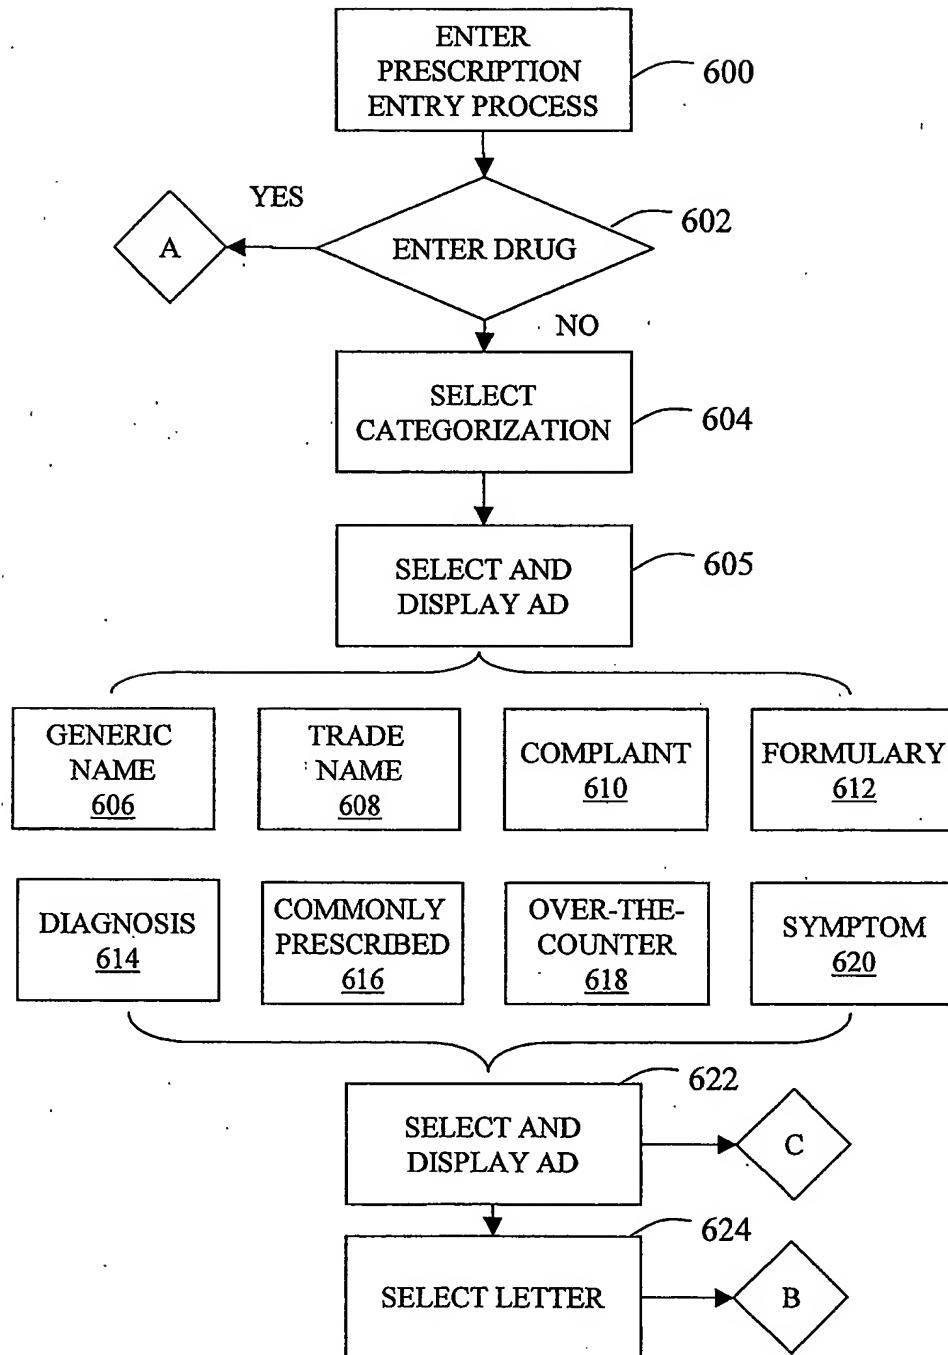 ENTER
PRESCRIPTION
ENTRY PROCESS
600
YES
602
A
ENTER DRUG
NO
SELECT
CATEGORIZATION
604
SELECT AND
DISPLAY AD
605
GENERIC
NAME
606
TRADE
NAME
608
COMPLAINT
610
FORMULARY
612
DIAGNOSIS
614
COMMONLY
PRESCRIBED
616
OVER-THE-
COUNTER
618
SYMPTOM
620
622
SELECT AND
DISPLAY AD
C
624
SELECT LETTER
B